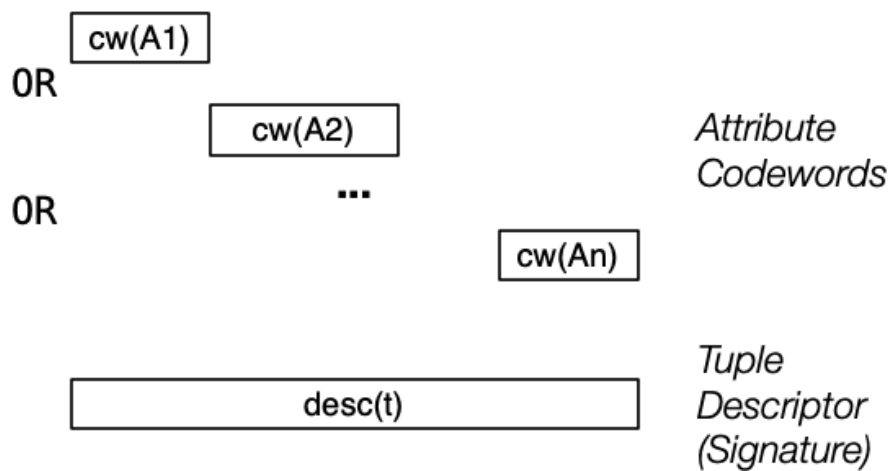 cw(A1)
OR
cw(A2)
Attribute
Codewords
...
OR
cw(An)
Tuple
desc(t)
Descriptor
(Signature)